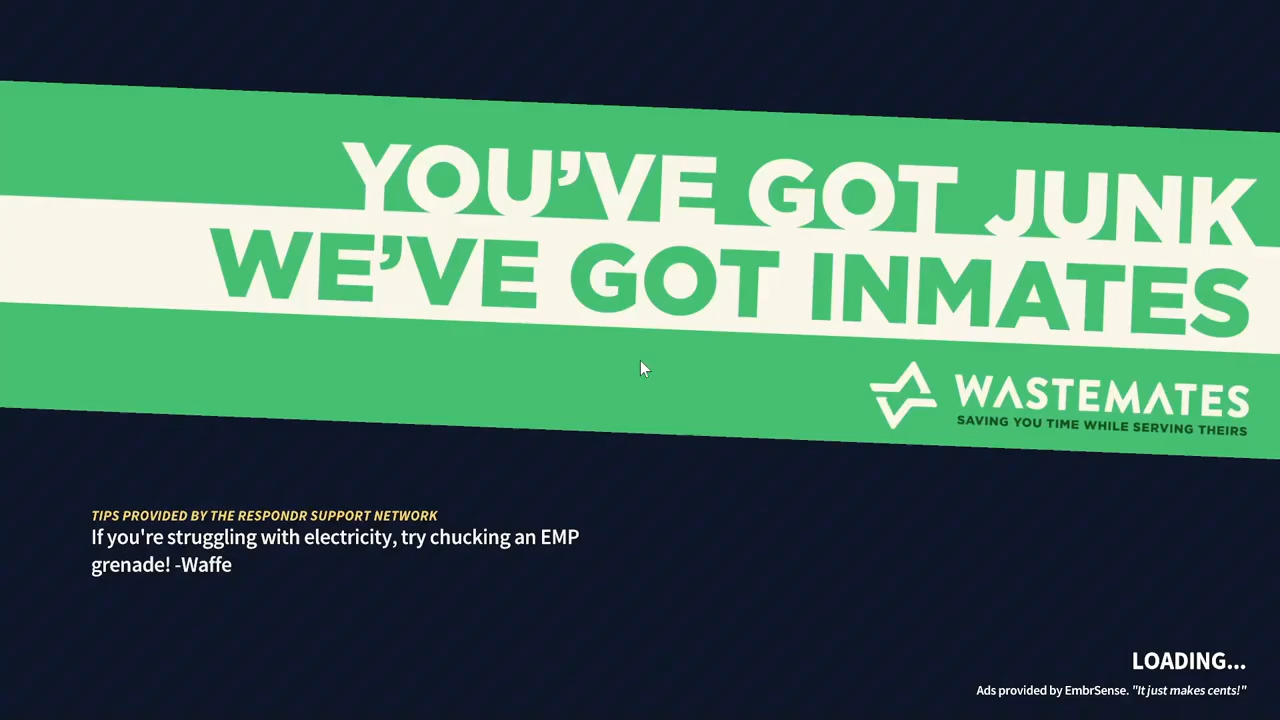 YOU'VE GOT JUNK
WE'VE GOT INMATES
WASTEMATES
SAVING YOU TIME WHILE SERVING THEIRS
TIPS PROVIDED BY THE RESPONDR SUPPORT NETWORK
If you're struggling with electricity, try chucking an EMP
grenade! -Waffe
LOADING...
Ads provided by EmbrSense. "It just makes cents!"